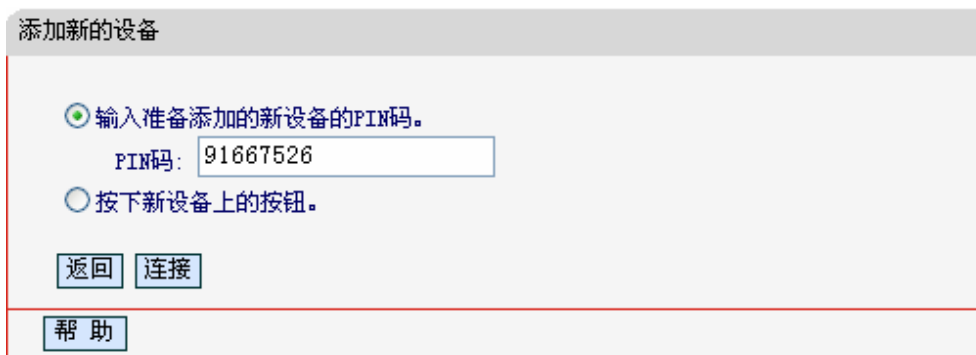 添加新的设备
输入准备添加的新设备的PIN码。
PIN码: 91667526
按下新设备上的按钮。
返回 连接
帮 助